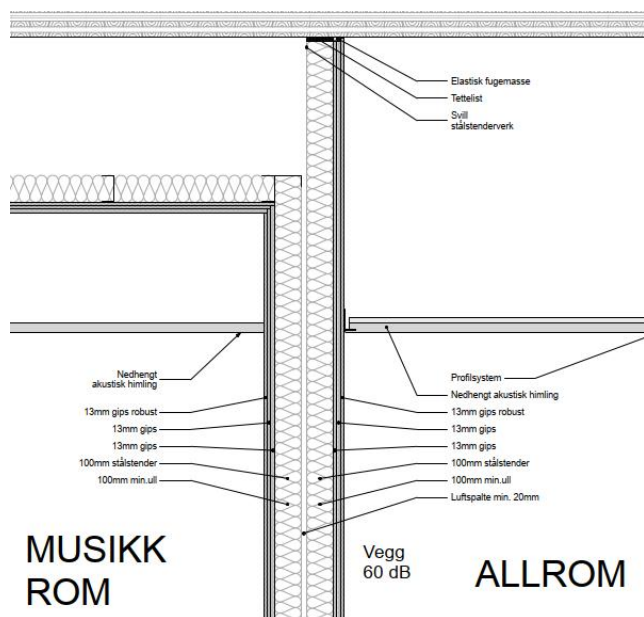 Elastisk fugemasse
Tettelist
Svill
stålstenderverk
Nedhengt
akustisk himling
13mm gips robust
13mm gips
13mm gips
100mm stålstender
100mm min.ull
Profilsystem
Nedhengt akustisk himling
13mm gips robust
13mm gips
13mm gips
100mm stålstender
100mm min.ull
Luftspalte min. 20mm
MUSIKK
ROM
Vegg
60 dB
ALLROM